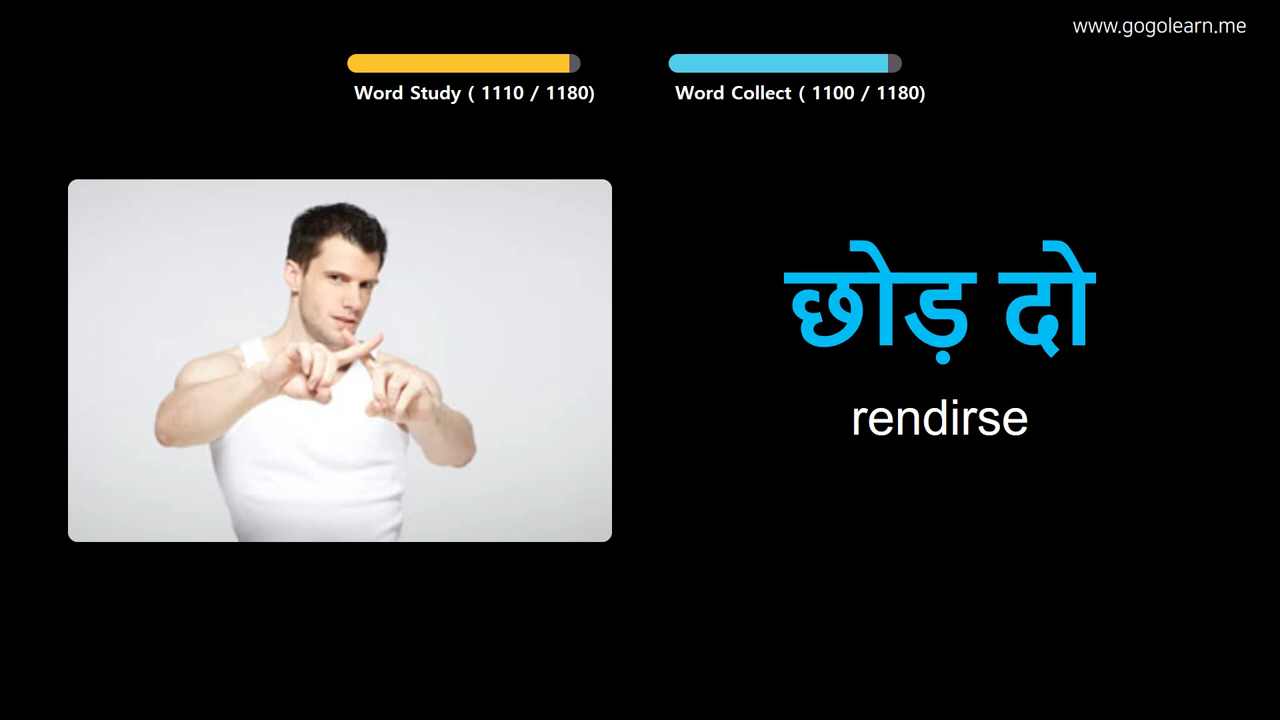 www.gogolearn.me
Word Study ( 1110 / 1180)
Word Collect ( 1100 / 1180)
छोड़ दो
rendirse